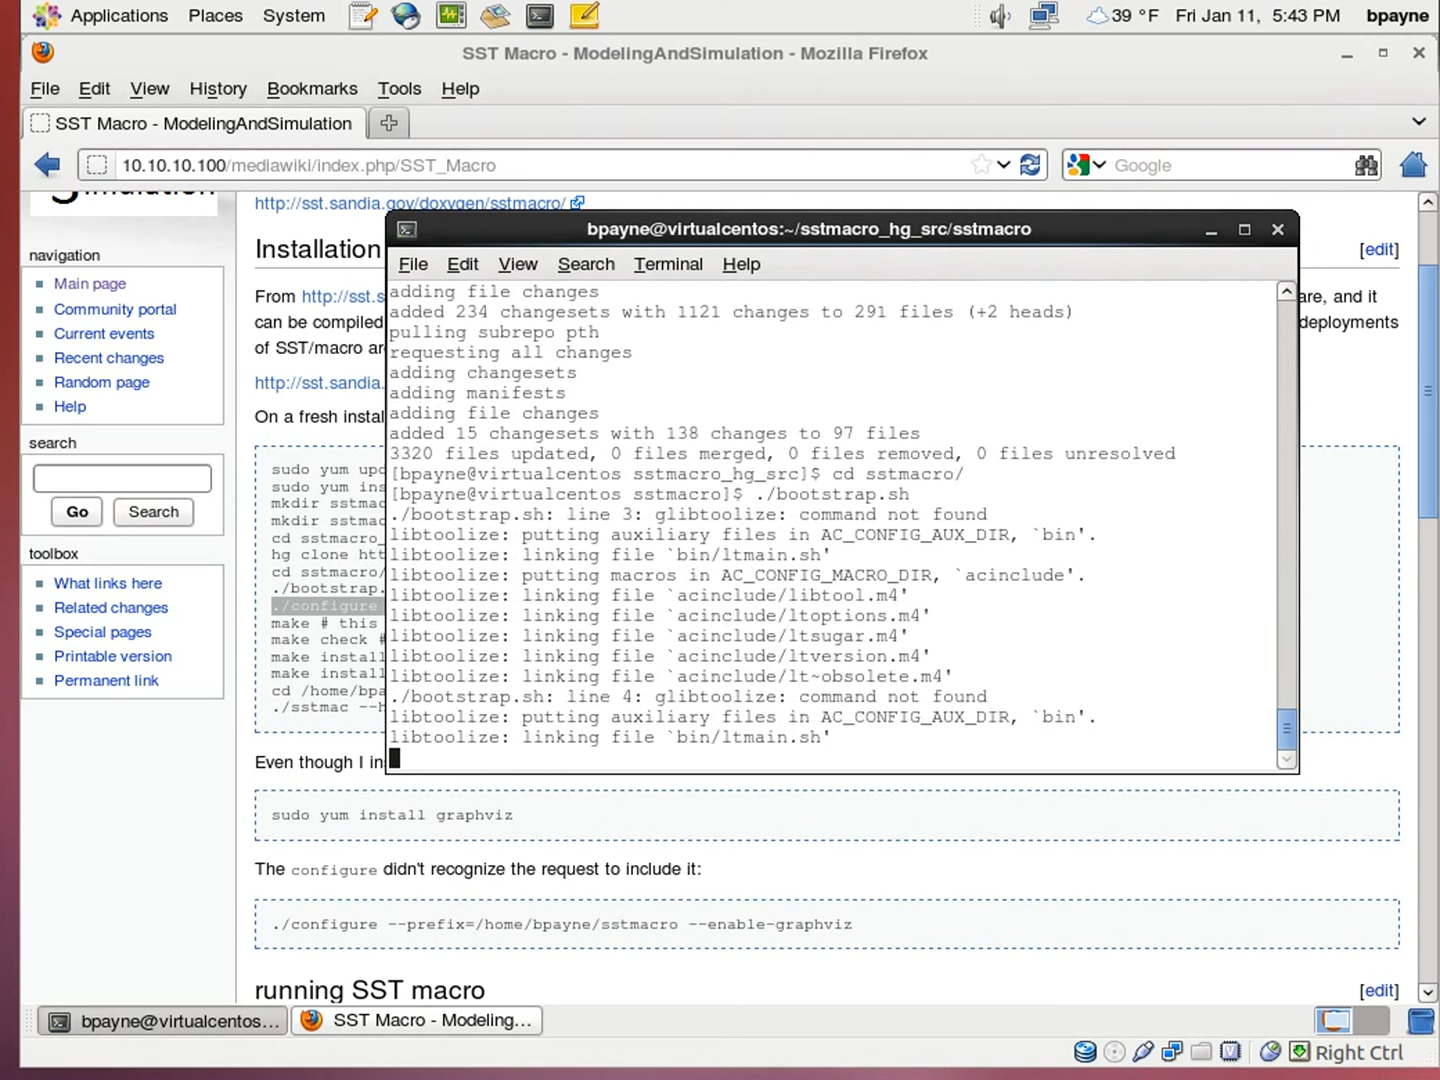 Applications Places System 39 °F Fri Jan 11, 5:43 PM bpayne
SST Macro - ModelingAndSimulation - Mozilla Firefox
File Edit View History Bookmarks Tools Help
SST Macro - ModelingAndSimulation
10.10.10.100/mediawiki/index.php/SST_Macro Google
http://sst.sandia.gov/doxygen/sstmacro/
navigation
Main page
Community portal
Current events
Recent changes
Random page
Help
search
Go Search
toolbox
What links here
Related changes
Special pages
Printable version
Permanent link
Installation [edit]
From http://sst.s are, and it
can be compiled deployments
of SST/macro ar
http://sst.sandia.
On a fresh instal
sudo yum upd
sudo yum ins
mkdir sstmac
mkdir sstmac
cd sstmacro_
hg clone htt
cd sstmacro/
./bootstrap.
./configure
make # this
make check #
make install
make install
cd /home/bpa
./sstmac --h
bpayne@virtualcentos:~/sstmacro_hg_src/sstmacro
File Edit View Search Terminal Help
adding file changes
added 234 changesets with 1121 changes to 291 files (+2 heads)
pulling subrepo pth
requesting all changes
adding changesets
adding manifests
adding file changes
added 15 changesets with 138 changes to 97 files
3320 files updated, 0 files merged, 0 files removed, 0 files unresolved
[bpayne@virtualcentos sstmacro_hg_src]$ cd sstmacro/
[bpayne@virtualcentos sstmacro]$ ./bootstrap.sh
./bootstrap.sh: line 3: glibtoolize: command not found
libtoolize: putting auxiliary files in AC_CONFIG_AUX_DIR, `bin'.
libtoolize: linking file `bin/ltmain.sh'
libtoolize: putting macros in AC_CONFIG_MACRO_DIR, `acinclude'.
libtoolize: linking file `acinclude/libtool.m4'
libtoolize: linking file `acinclude/ltoptions.m4'
libtoolize: linking file `acinclude/ltsugar.m4'
libtoolize: linking file `acinclude/ltversion.m4'
libtoolize: linking file `acinclude/lt~obsolete.m4'
./bootstrap.sh: line 4: glibtoolize: command not found
libtoolize: putting auxiliary files in AC_CONFIG_AUX_DIR, `bin'.
libtoolize: linking file `bin/ltmain.sh'
Even though I in
sudo yum install graphviz
The configure didn't recognize the request to include it:
./configure --prefix=/home/bpayne/sstmacro --enable-graphviz
running SST macro [edit]
bpayne@virtualcentos:... SST Macro - Modeling...
Right Ctrl